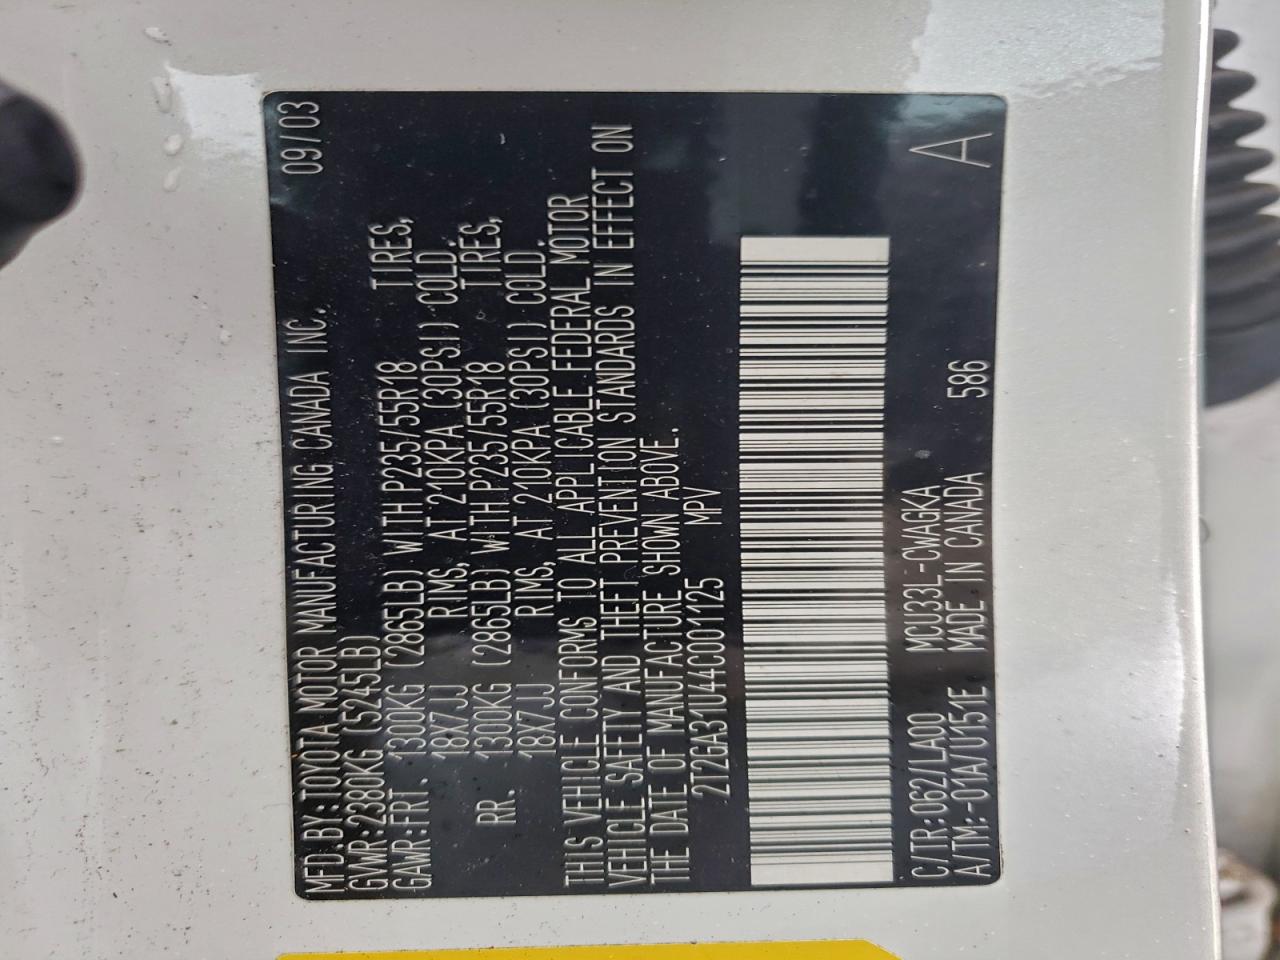 MFD.BY:TOYOTA MOTOR MANUFACTURING CANADA INC. 09/03
GVWR:2380KG (5245LB)
GAWR:FRT. 1300KG (2865LB) WITH P235/55R18 TIRES,
18X7JJ RIMS, AT 210KPA (30PSI) COLD.
RR. 1300KG (2865LB) WITH P235/55R18 TIRES,
18X7JJ RIMS, AT 210KPA (30PSI) COLD.
THIS VEHICLE CONFORMS TO ALL APPLICABLE FEDERAL MOTOR
VEHICLE SAFETY AND THEFT PREVENTION STANDARDS IN EFFECT ON
THE DATE OF MANUFACTURE SHOWN ABOVE.
2T2GA31U44C001125 MPV
C/TR:062/LA00 MCU33L-CWAGKA
A/TM:-01A/U151E MADE IN CANADA 586 A